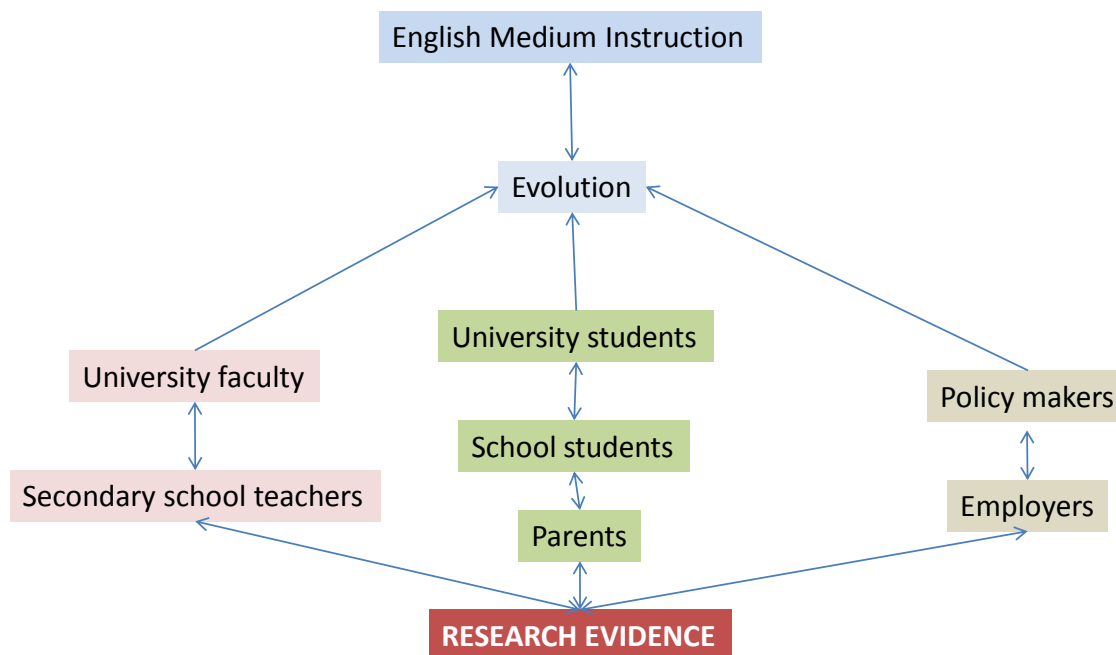 English Medium Instruction
Evolution
University students
University faculty
Policy makers
School students
Secondary school teachers
Employers
Parents
RESEARCH EVIDENCE